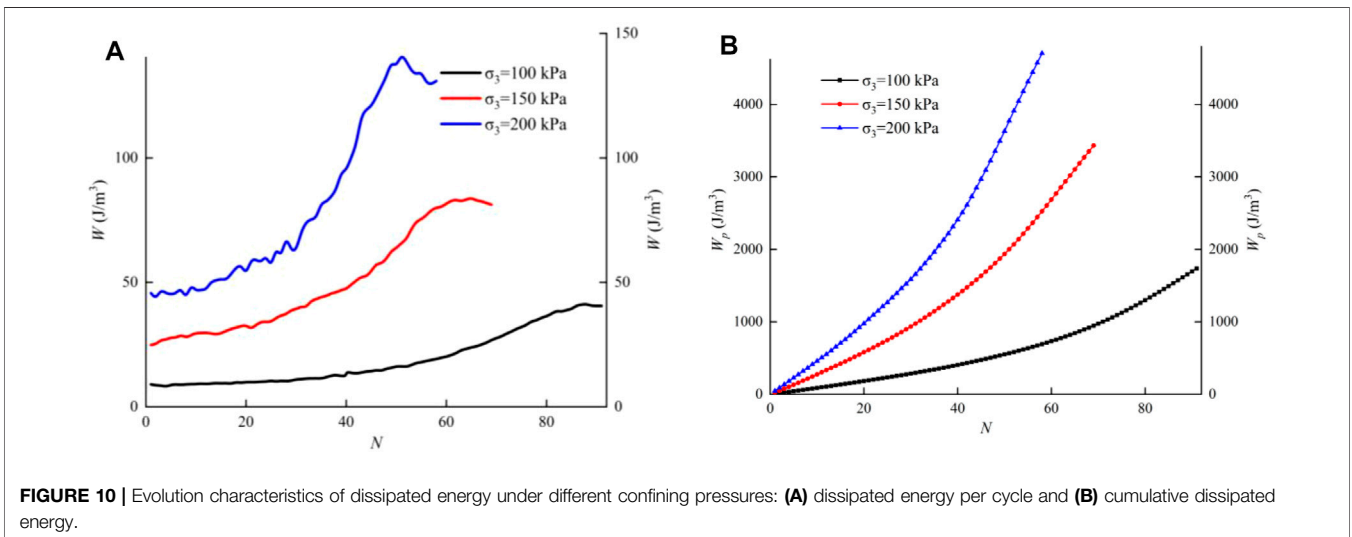 A
150
100
50
0
W (J/m³)
σ₃=100 kPa
σ₃=150 kPa
σ₃=200 kPa
100
50
0
W (J/m³)
0 20 40 60 80
N
B
4000
3000
2000
1000
0
Wₚ (J/m³)
σ₃=100 kPa
σ₃=150 kPa
σ₃=200 kPa
4000
3000
2000
1000
0
Wₚ (J/m³)
0 20 40 60 80
N
FIGURE 10 | Evolution characteristics of dissipated energy under different confining pressures: (A) dissipated energy per cycle and (B) cumulative dissipated
energy.